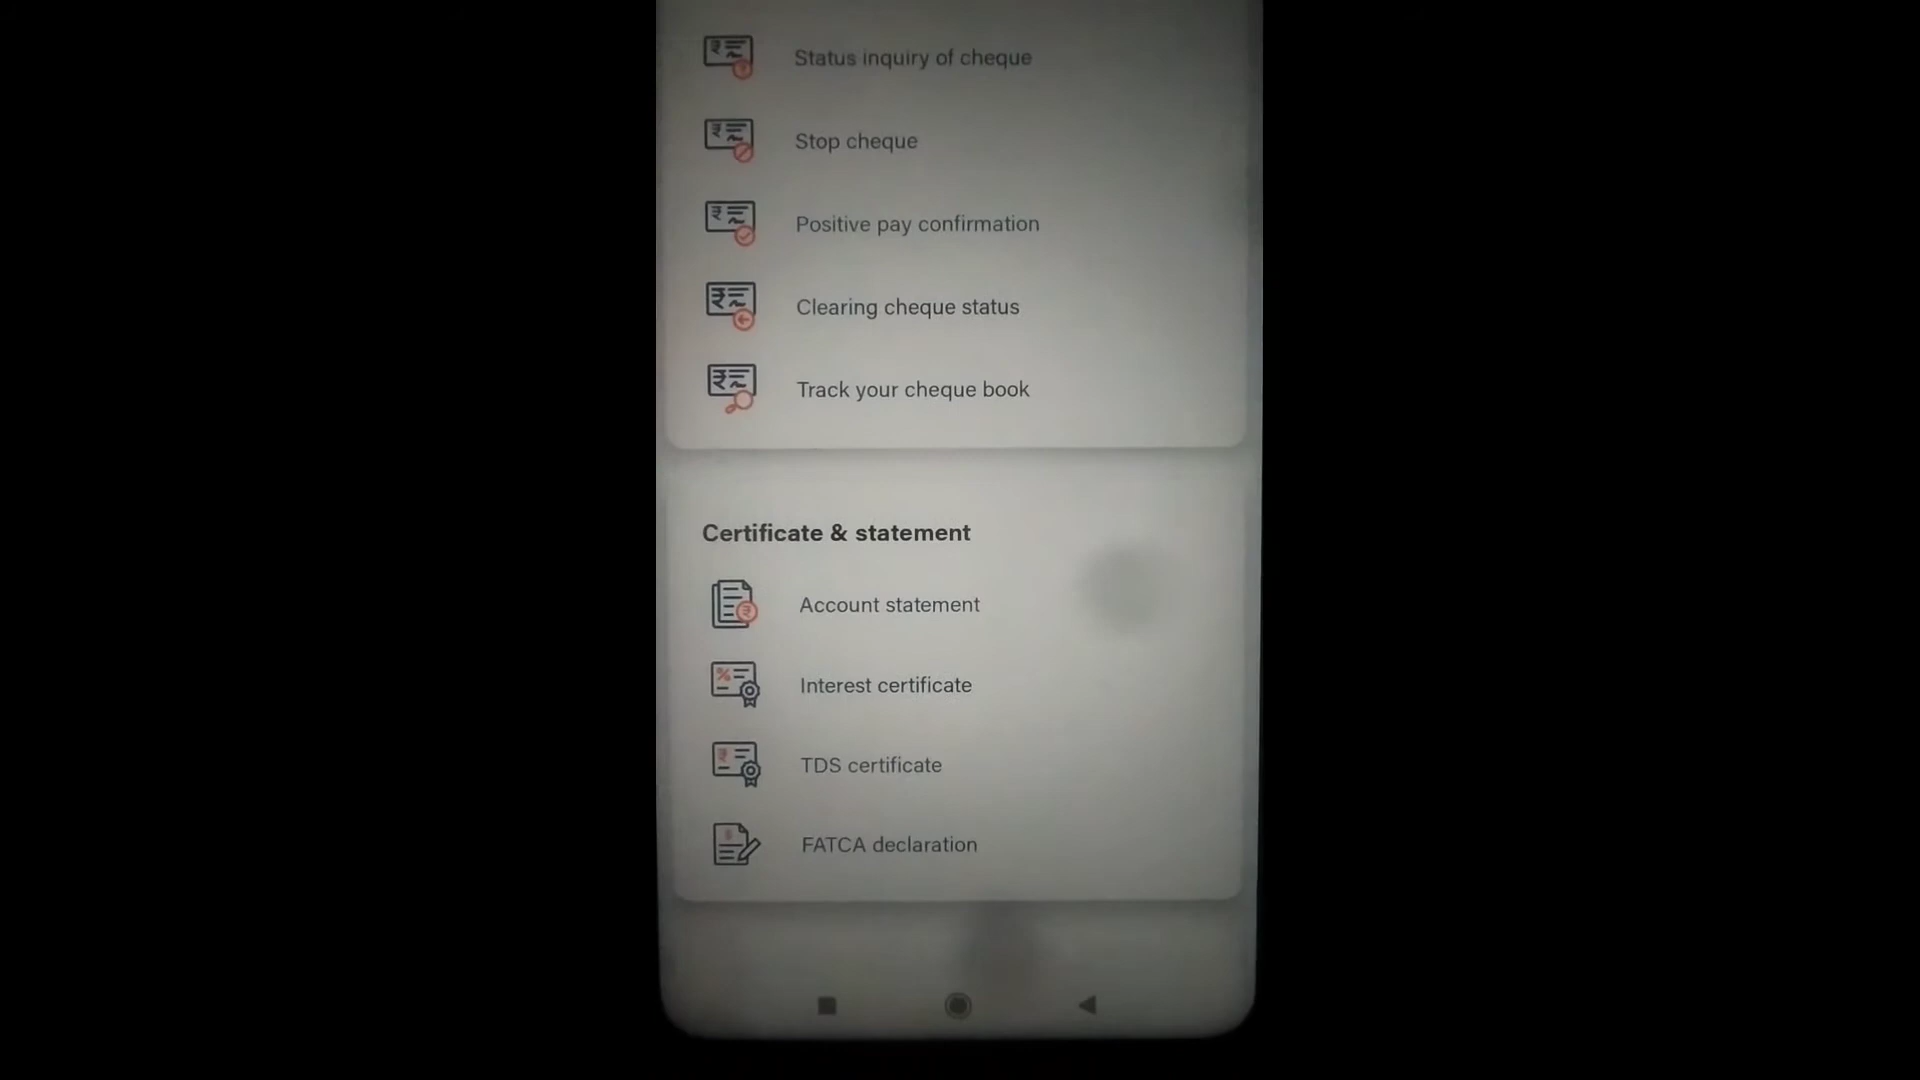 Status inquiry of cheque
Stop cheque
Positive pay confirmation
Clearing cheque status
Track your cheque book
Certificate & statement
Account statement
Interest certificate
TDS certificate
FATCA declaration